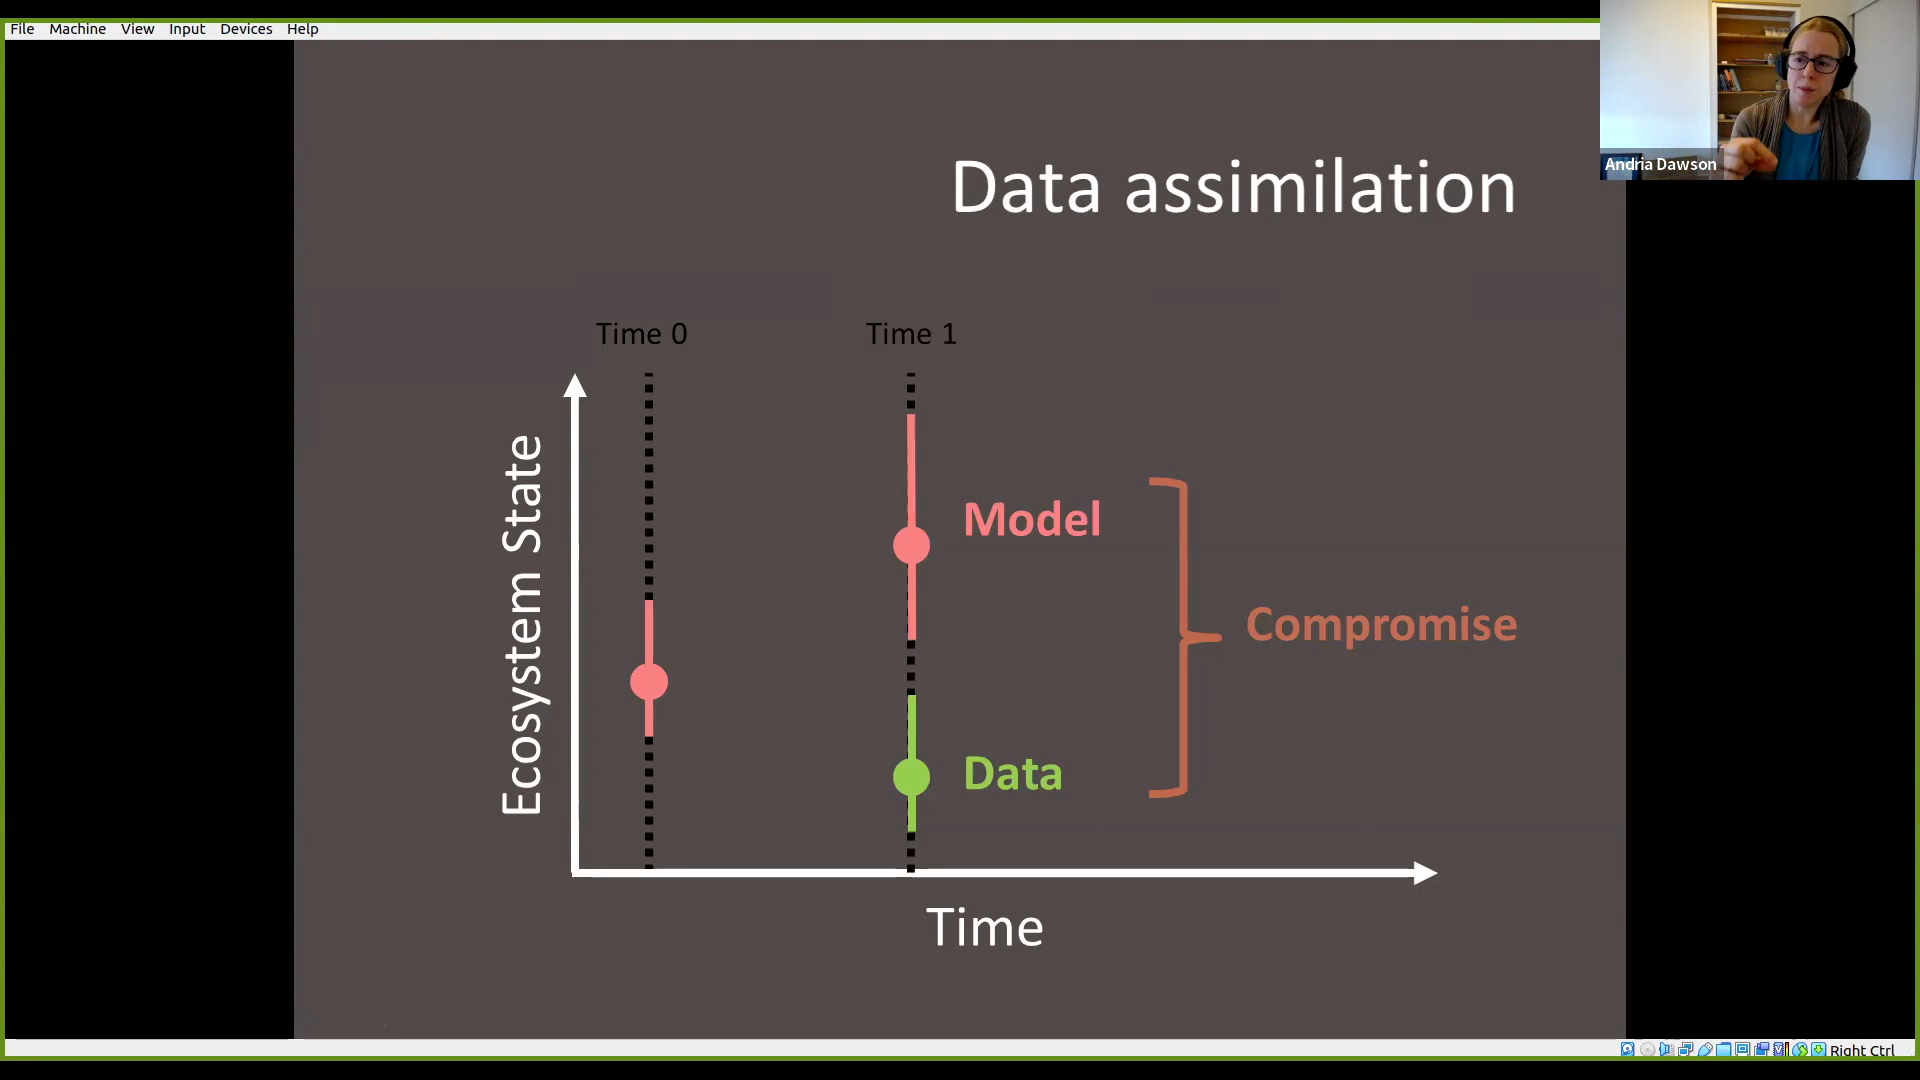 File Machine View Input Devices Help
Andria Dawson
Data assimilation
Time 0 Time 1
Ecosystem State
Model
Compromise
Data
Time
Right Ctrl